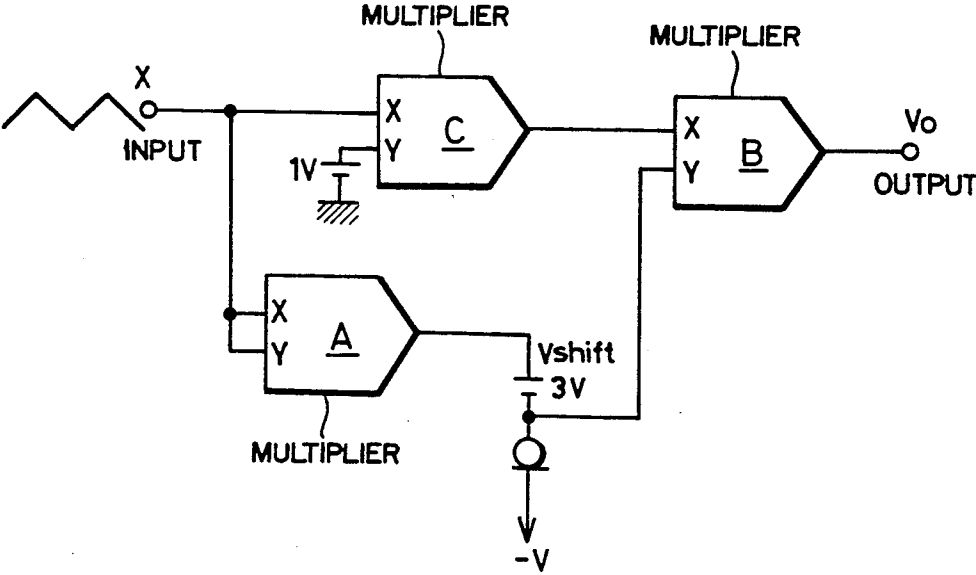 MULTIPLIER
MULTIPLIER
X
INPUT
X
Y
C
1V
X
Y
B
Vo
OUTPUT
X
Y
A
Vshift
3V
MULTIPLIER
-V